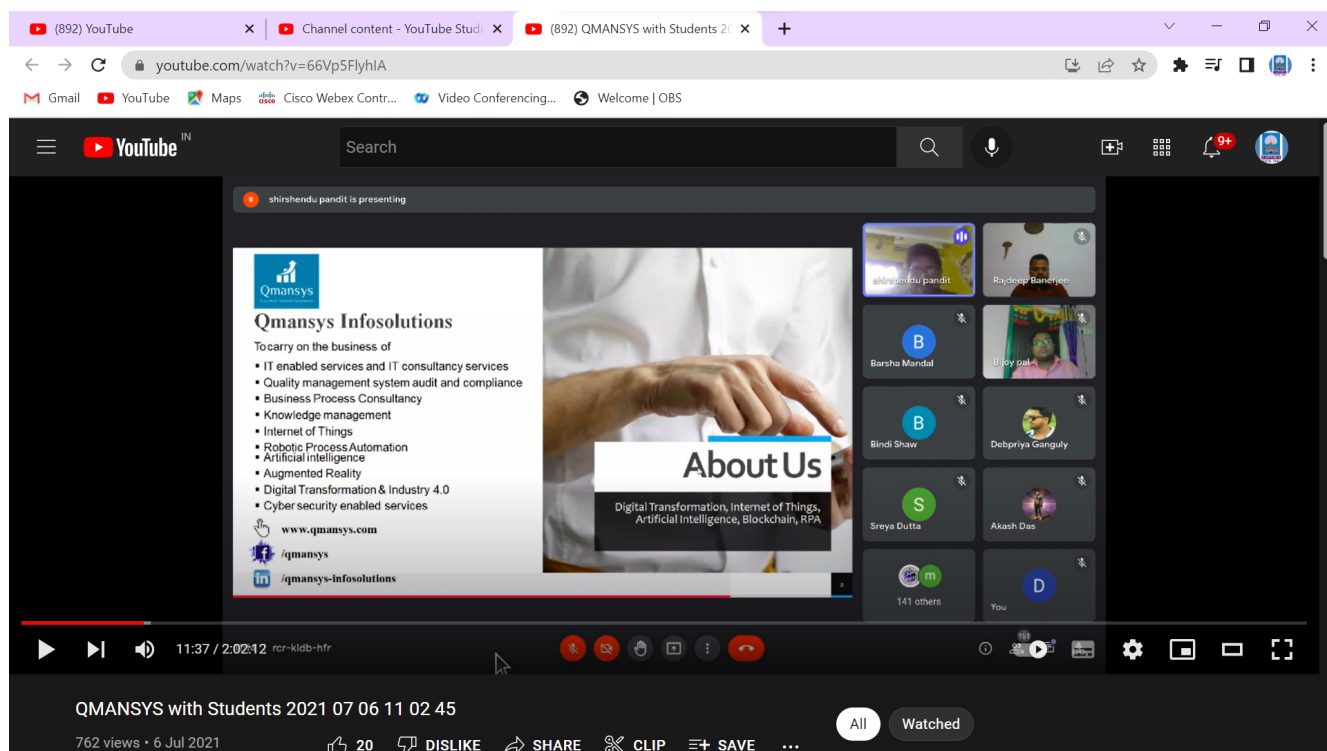 (892) YouTube
Channel content - YouTube Studi
(892) QMANSYS with Students 20
youtube.com/watch?v=66Vp5FlyhIA
Gmail YouTube Maps Cisco Webex Contr... Video Conferencing... Welcome | OBS
YouTube IN
Search
9+
S shirshendu pandit is presenting
Qmansys
Qmansys Infosolutions
To carry on the business of
▪ IT enabled services and IT consultancy services
▪ Quality management system audit and compliance
▪ Business Process Consultancy
▪ Knowledge management
▪ Internet of Things
▪ Robotic Process Automation
▪ Artificial intelligence
▪ Augmented Reality
▪ Digital Transformation & Industry 4.0
▪ Cyber security enabled services
www.qmansys.com
/qmansys
in /qmansys-infosolutions
About Us
Digital Transformation, Internet of Things,
Artificial Intelligence, Blockchain, RPA
2
shirshendu pandit
Rajdeep Banerjee
B
Barsha Mandal
Bijoy pal
B
Bindi Shaw
Debpriya Ganguly
S
Sreya Dutta
Akash Das
m
141 others
D
You
11:37 / 2:02:12
rcr-kldb-hfr
151
QMANSYS with Students 2021 07 06 11 02 45
762 views • 6 Jul 2021
20 DISLIKE SHARE CLIP SAVE ...
All Watched